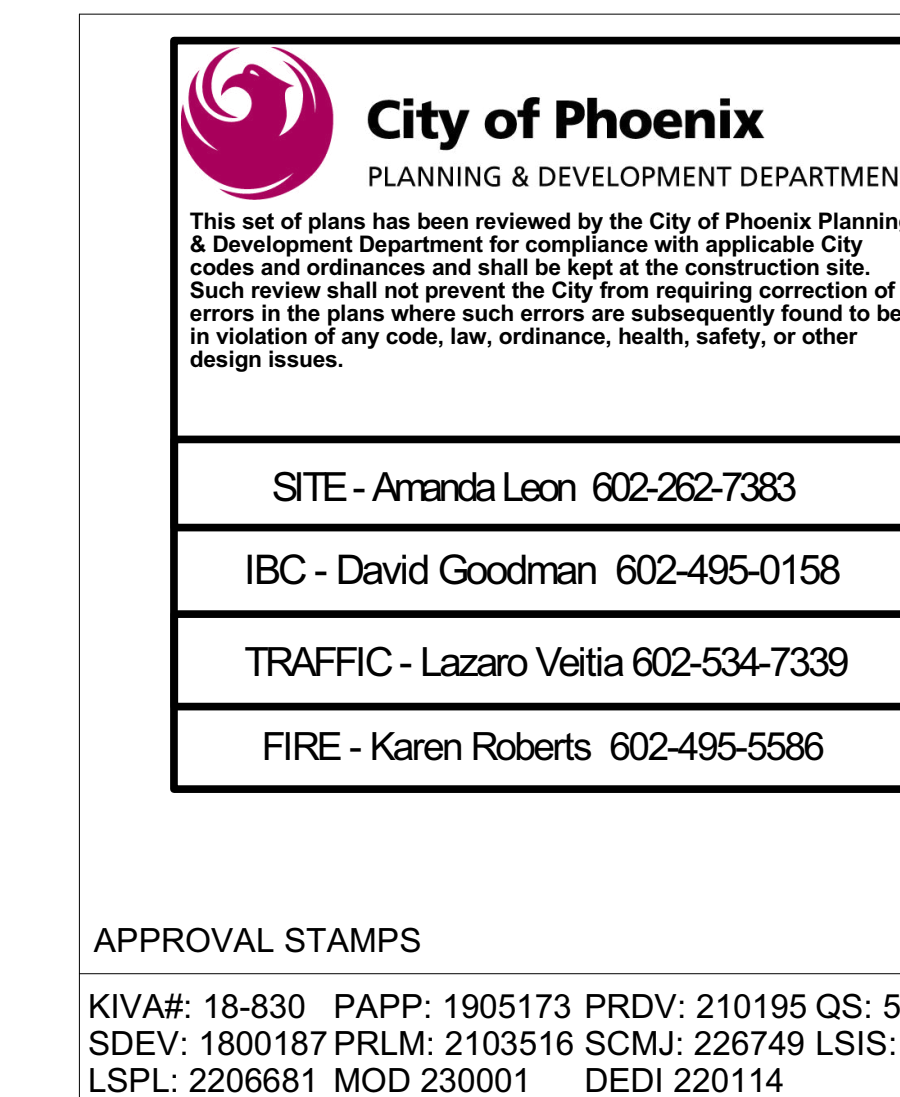 City of Phoenix
PLANNING & DEVELOPMENT DEPARTMEN
This set of plans has been reviewed by the City of Phoenix Planning
& Development Department for compliance with applicable City
codes and ordinances and shall be kept at the construction site.
Such review shall not prevent the City from requiring correction of
errors in the plans where such errors are subsequently found to be
in violation of any code, law, ordinance, health, safety, or other
design issues.
SITE - Amanda Leon 602-262-7383
IBC - David Goodman 602-495-0158
TRAFFIC - Lazaro Veitia 602-534-7339
FIRE - Karen Roberts 602-495-5586
APPROVAL STAMPS
KIVA#: 18-830 PAPP: 1905173 PRDV: 210195 QS: 5
SDEV: 1800187 PRLM: 2103516 SCMJ: 226749 LSIS:
LSPL: 2206681 MOD 230001 DEDI 220114